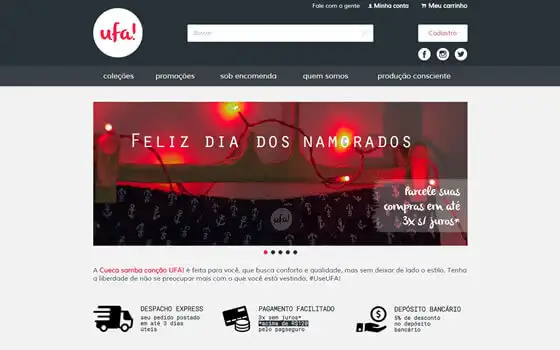 Fale com a gente
Minha conta
Meu carrinho
ufa!
Buscar
Cadastro
coleções
promoções
sob encomenda
quem somos
produção consciente
FELIZ DIA DOS NAMORADOS
Parcele suas
compras em até
3x s/ juros*
ufa!
A Cueca samba canção UFA! é feita para você, que busca conforto e qualidade, mas sem deixar de lado o estilo. Tenha
a liberdade de não se preocupar mais com o que você está vestindo. #UseUFA!
DESPACHO EXPRESS
seu pedido postado
em até 3 dias
úteis
PAGAMENTO FACILITADO
3x sem juros*
*mínimo de R$120
pelo pagseguro
DEPÓSITO BANCÁRIO
5% de desconto
no depósito
bancário